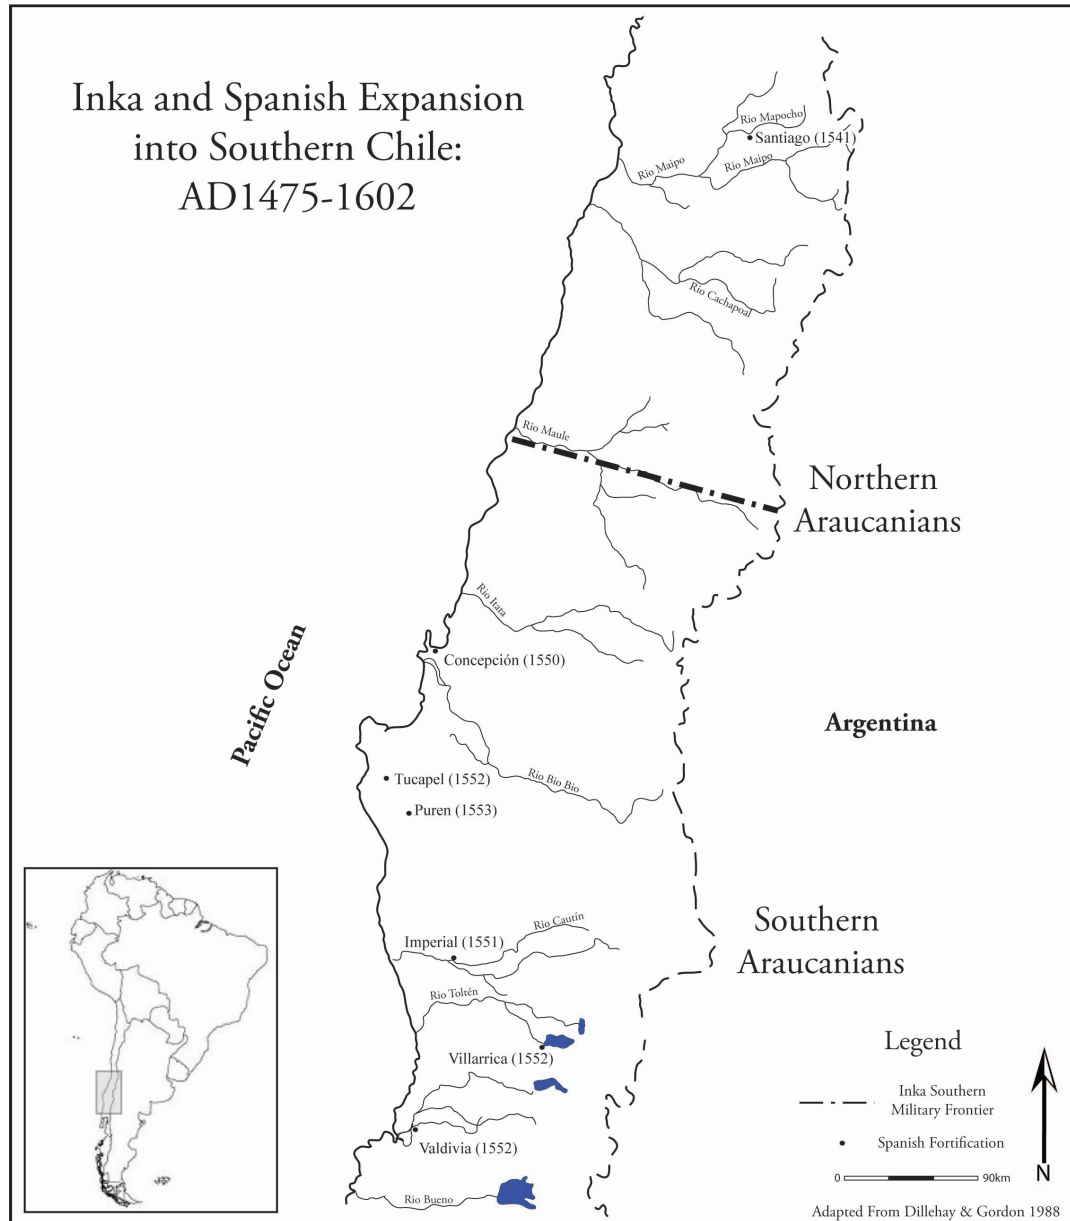 Inka and Spanish Expansion
into Southern Chile:
AD1475-1602
Rio Mapocho
Santiago (1541)
Rio Maipo
Rio Maipo
Rio Cachapoal
Rio Maule
Northern
Araucanians
Rio Itara
Concepción (1550)
Pacific Ocean
Argentina
Tucapel (1552)
Rio Bio Bio
Puren (1553)
Southern
Araucanians
Rio Cautín
Imperial (1551)
Rio Toltén
Villarrica (1552)
Valdivia (1552)
Rio Bueno
Legend
Inka Southern
Military Frontier
Spanish Fortification
0 90km
N
Adapted From Dillehay & Gordon 1988